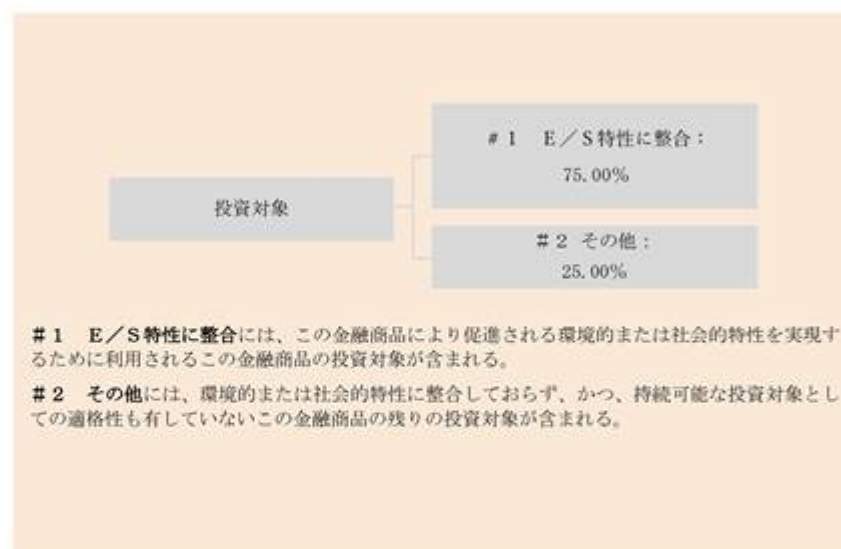 ＃１　Ｅ／Ｓ特性に整合：
75.00%
投資対象
＃２ その他：
25.00%
＃１　Ｅ／Ｓ特性に整合には、この金融商品により促進される環境的または社会的特性を実現す
るために利用されるこの金融商品の投資対象が含まれる。
＃２　その他には、環境的または社会的特性に整合しておらず、かつ、持続可能な投資対象とし
ての適格性も有していないこの金融商品の残りの投資対象が含まれる。